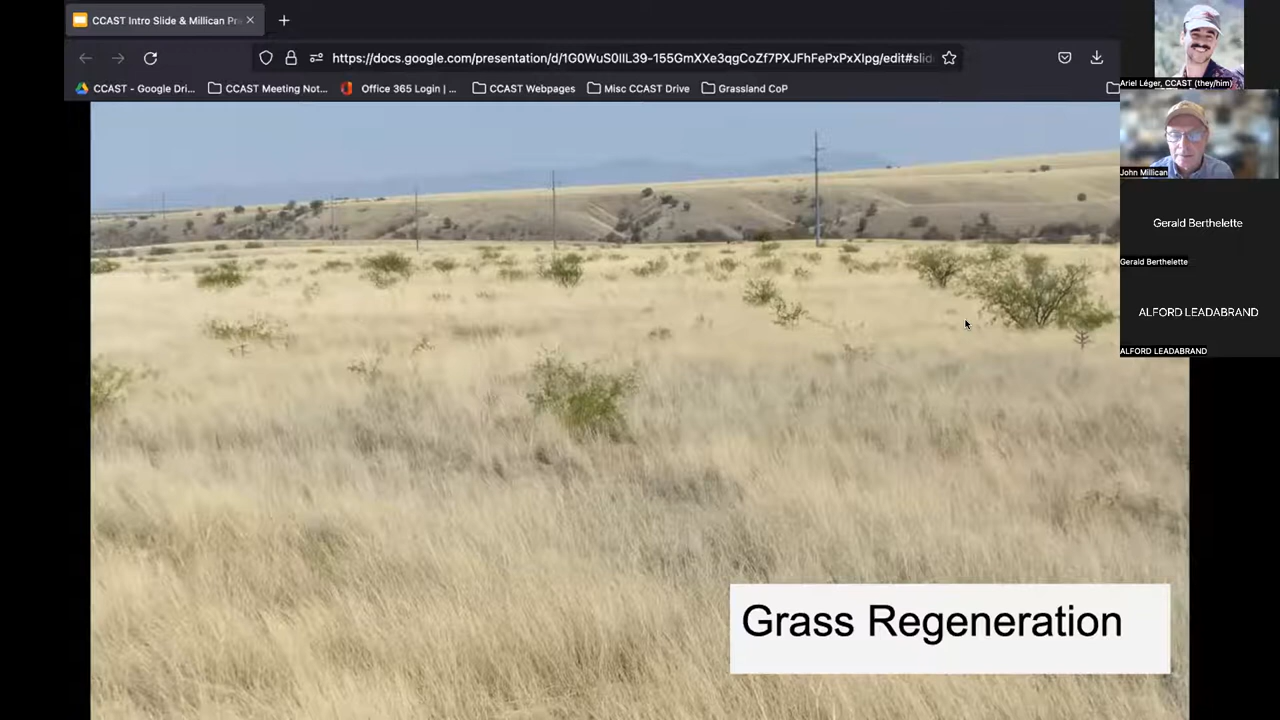 CCAST Intro Slide & Millican Pr
https://docs.google.com/presentation/d/1G0WuS0IIL39-155GmXXe3qgCoZf7PXJFhFePxPxXIpg/edit#slid
CCAST - Google Dri...
CCAST Meeting Not...
Office 365 Login | ...
CCAST Webpages
Misc CCAST Drive
Grassland CoP
Ariel Léger, CCAST (they/him)
John Millican
Gerald Berthelette
Gerald Berthelette
ALFORD LEADABRAND
ALFORD LEADABRAND
Grass Regeneration